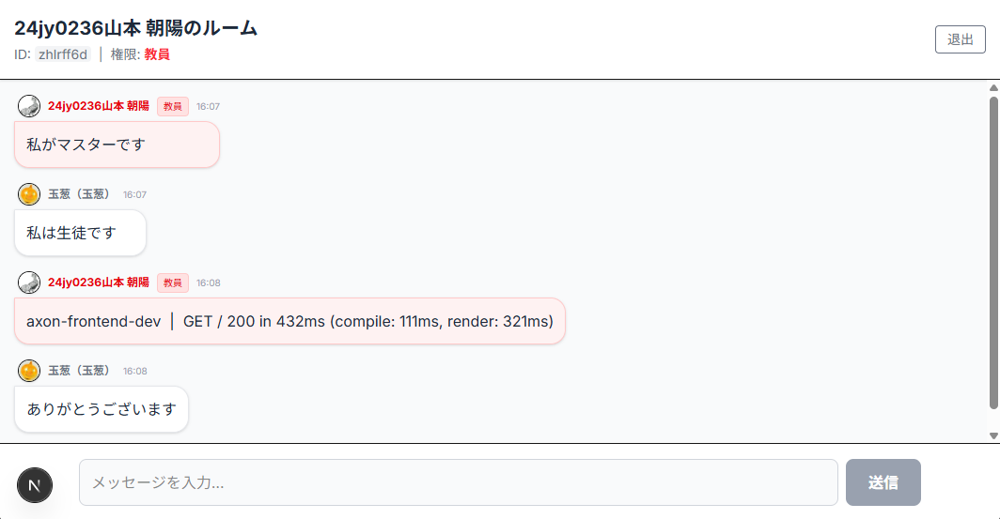 24jy0236山本 朝陽のルーム
ID: zhlrff6d | 権限: 教員
退出
24jy0236山本 朝陽 教員 16:07
私がマスターです
玉葱（玉葱） 16:07
私は生徒です
24jy0236山本 朝陽 教員 16:08
axon-frontend-dev | GET / 200 in 432ms (compile: 111ms, render: 321ms)
玉葱（玉葱） 16:08
ありがとうございます
N
メッセージを入力...
送信